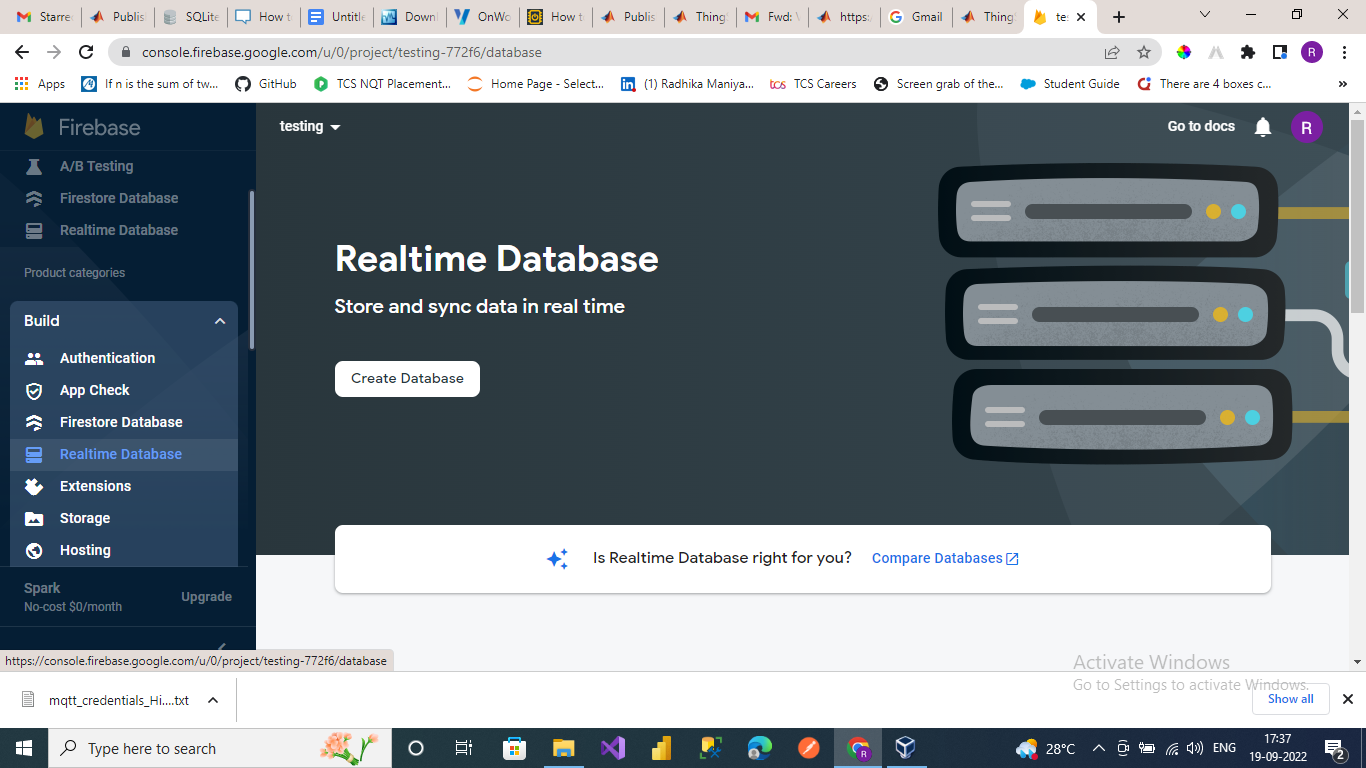 Starre
Publis
SQLite
How t
Untitle
Downl
OnWo
How to
Publis
Thing
Fwd: V
https:
Gmail
Thing
te
console.firebase.google.com/u/0/project/testing-772f6/database
R
Apps
If n is the sum of tw...
GitHub
TCS NQT Placement...
Home Page - Select...
(1) Radhika Maniya...
tcs TCS Careers
Screen grab of the...
Student Guide
There are 4 boxes c...
»
Firebase
testing
Go to docs
R
A/B Testing
Firestore Database
Realtime Database
Product categories
Build
Authentication
App Check
Firestore Database
Realtime Database
Extensions
Storage
Hosting
Spark
No-cost $0/month
Upgrade
Realtime Database
Store and sync data in real time
Create Database
Is Realtime Database right for you?
Compare Databases
https://console.firebase.google.com/u/0/project/testing-772f6/database
Activate Windows
Go to Settings to activate Windows.
mqtt_credentials_Hi....txt
Show all
Type here to search
R
28°C
ENG
17:37
19-09-2022
2